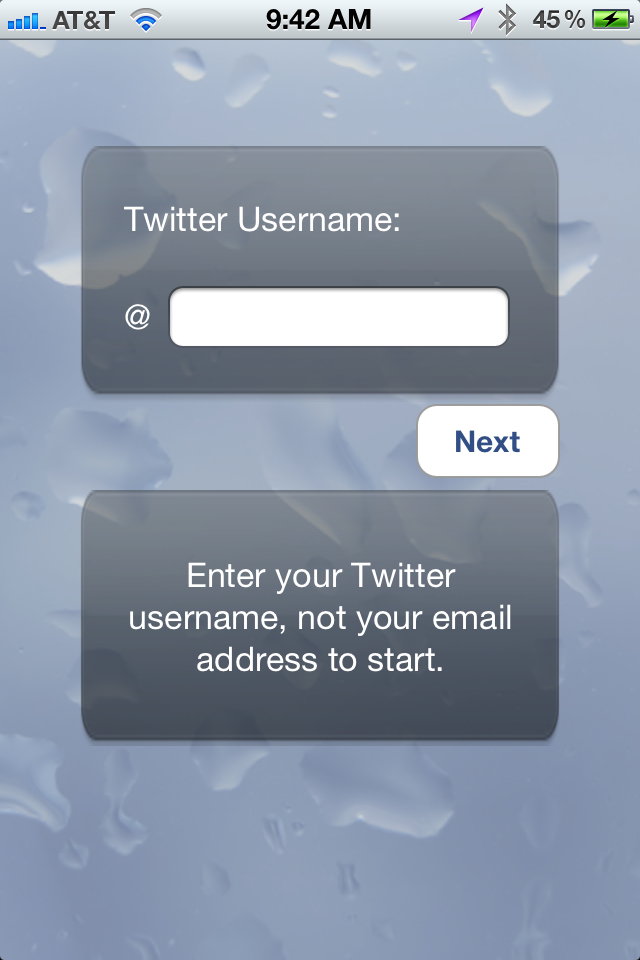 AT&T 9:42 AM 45%
Twitter Username:
@
Next
Enter your Twitter
username, not your email
address to start.